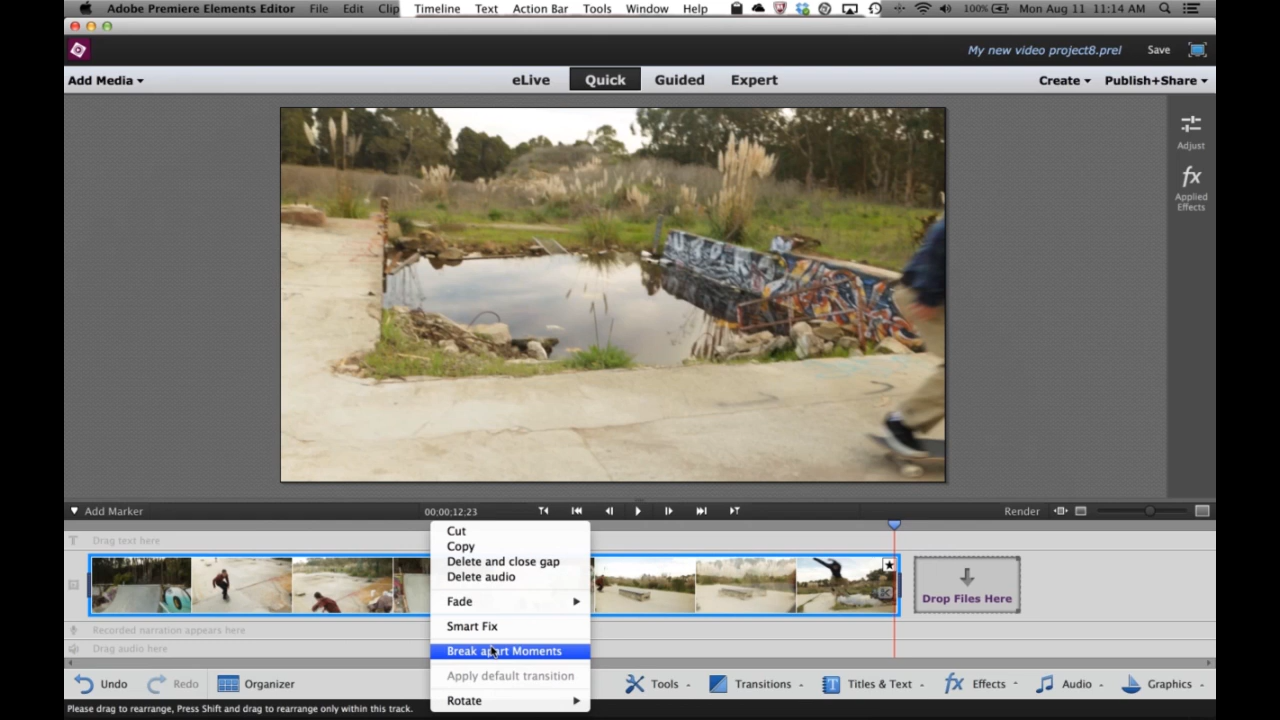 Adobe Premiere Elements Editor File Edit Clip Timeline Text Action Bar Tools Window Help 100% Mon Aug 11 11:14 AM
My new video project8.prel Save
Add Media eLive Quick Guided Expert Create Publish+Share
Adjust
fx
Applied
Effects
Add Marker 00;00;12;23 Render
Cut
T Drag text here
Copy
Delete and close gap
Delete audio
Fade
Drop Files Here
Smart Fix
Recorded narration appears here
Break apart Moments
Drag audio here
Apply default transition
Undo Redo Organizer Tools Transitions T Titles & Text fx Effects Audio Graphics
Rotate
Please drag to rearrange, Press Shift and drag to rearrange only within this track.